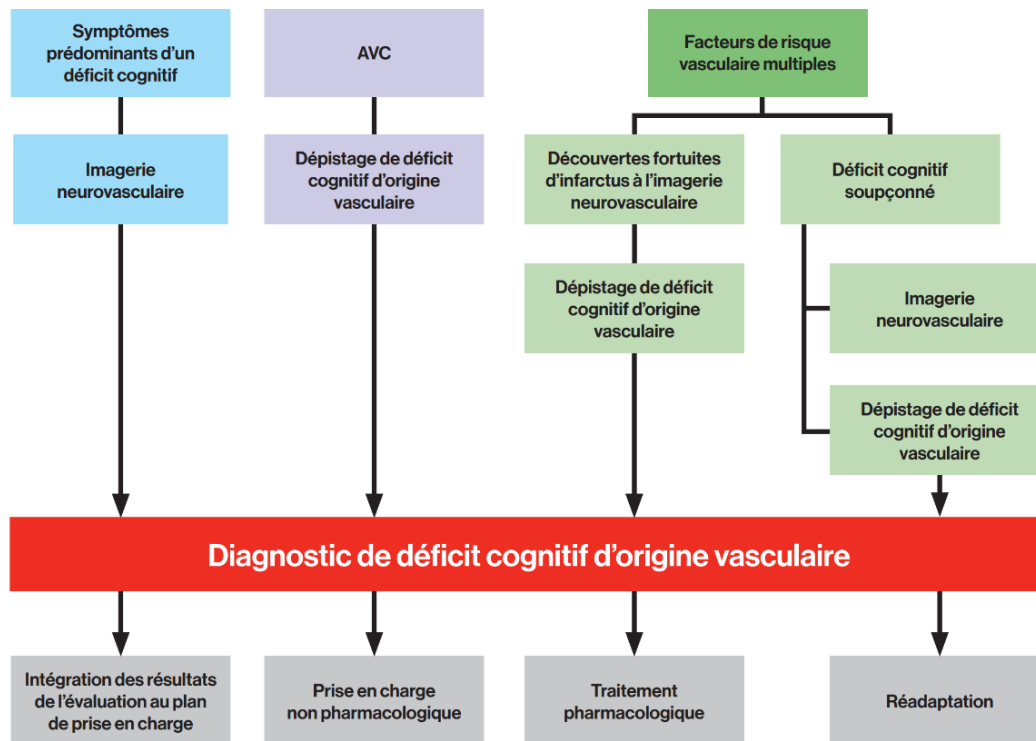 Symptômes
prédominants d’un
déficit cognitif
AVC
Facteurs de risque
vasculaire multiples
Imagerie
neurovasculaire
Dépistage de déficit
cognitif d’origine
vasculaire
Découvertes fortuites
d’infarctus à l’imagerie
neurovasculaire
Déficit cognitif
soupçonné
Dépistage de déficit
cognitif d’origine
vasculaire
Imagerie
neurovasculaire
Dépistage de déficit
cognitif d’origine
vasculaire
Diagnostic de déficit cognitif d’origine vasculaire
Intégration des résultats
de l’évaluation au plan
de prise en charge
Prise en charge
non pharmacologique
Traitement
pharmacologique
Réadaptation